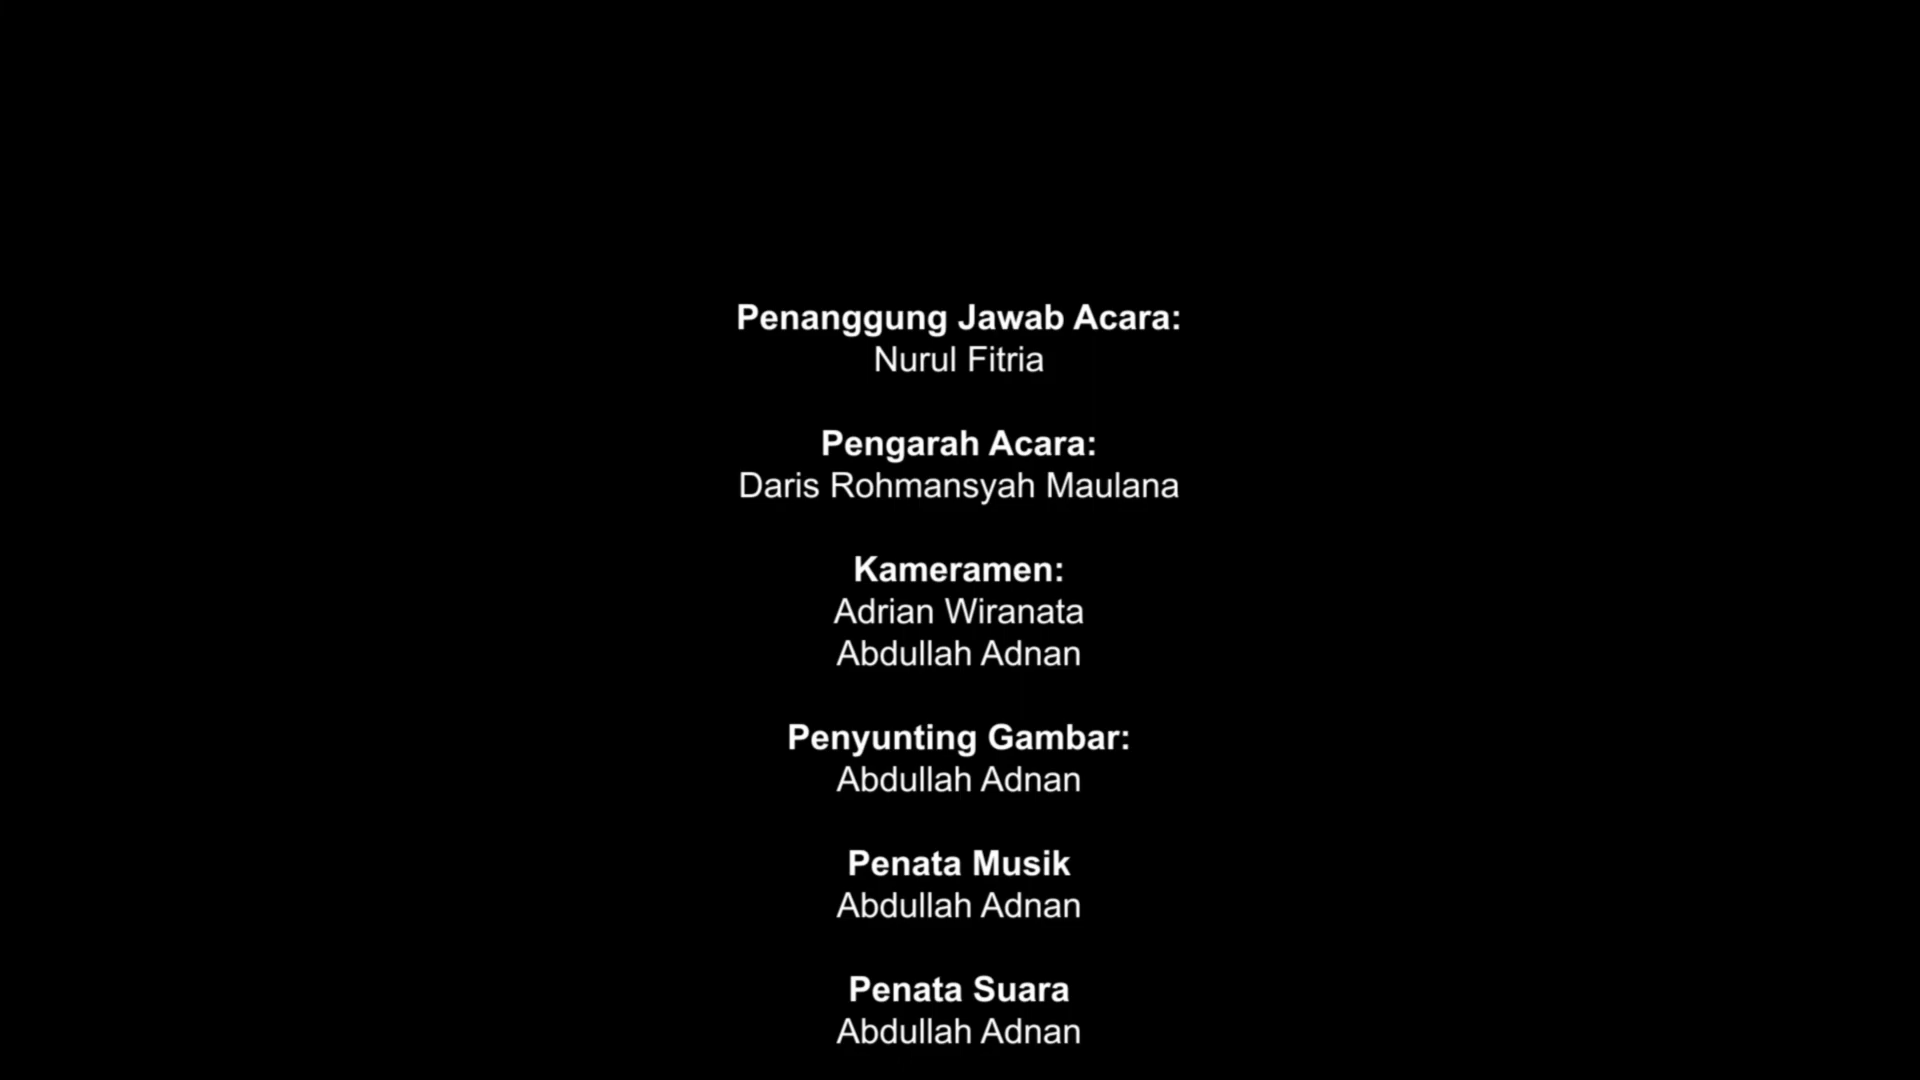 Penanggung Jawab Acara:
Nurul Fitria
Pengarah Acara:
Daris Rohmansyah Maulana
Kameramen:
Adrian Wiranata
Abdullah Adnan
Penyunting Gambar:
Abdullah Adnan
Penata Musik
Abdullah Adnan
Penata Suara
Abdullah Adnan